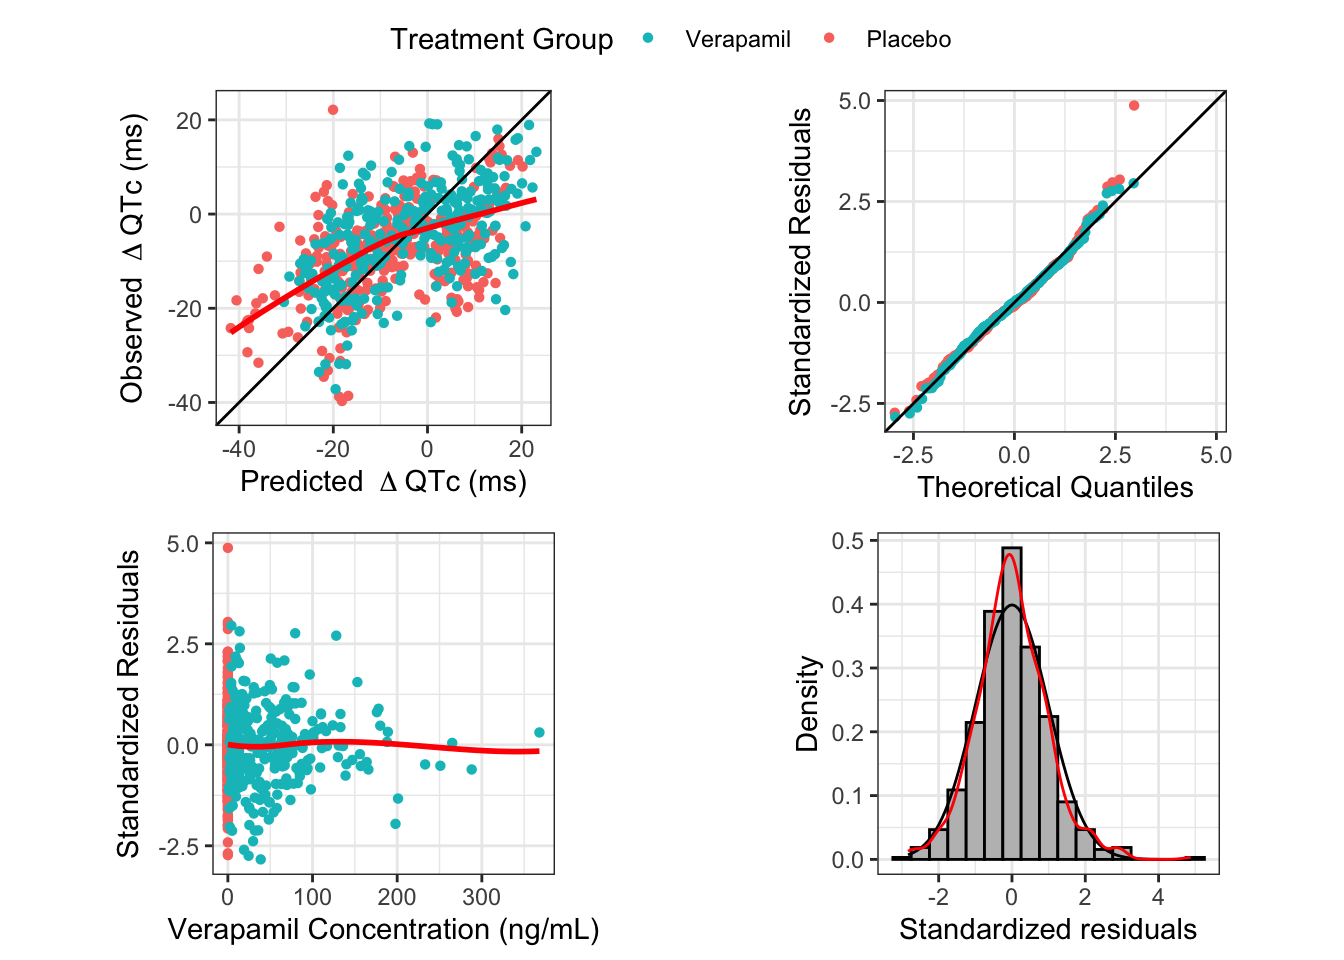 Treatment Group Verapamil Placebo
Observed Δ QTc (ms)
20
0
-20
-40
-40 -20 0 20
Predicted Δ QTc (ms)
Standardized Residuals
5.0
2.5
0.0
-2.5
-2.5 0.0 2.5 5.0
Theoretical Quantiles
Standardized Residuals
5.0
2.5
0.0
-2.5
0 100 200 300
Verapamil Concentration (ng/mL)
Density
0.5
0.4
0.3
0.2
0.1
0.0
-2 0 2 4
Standardized residuals